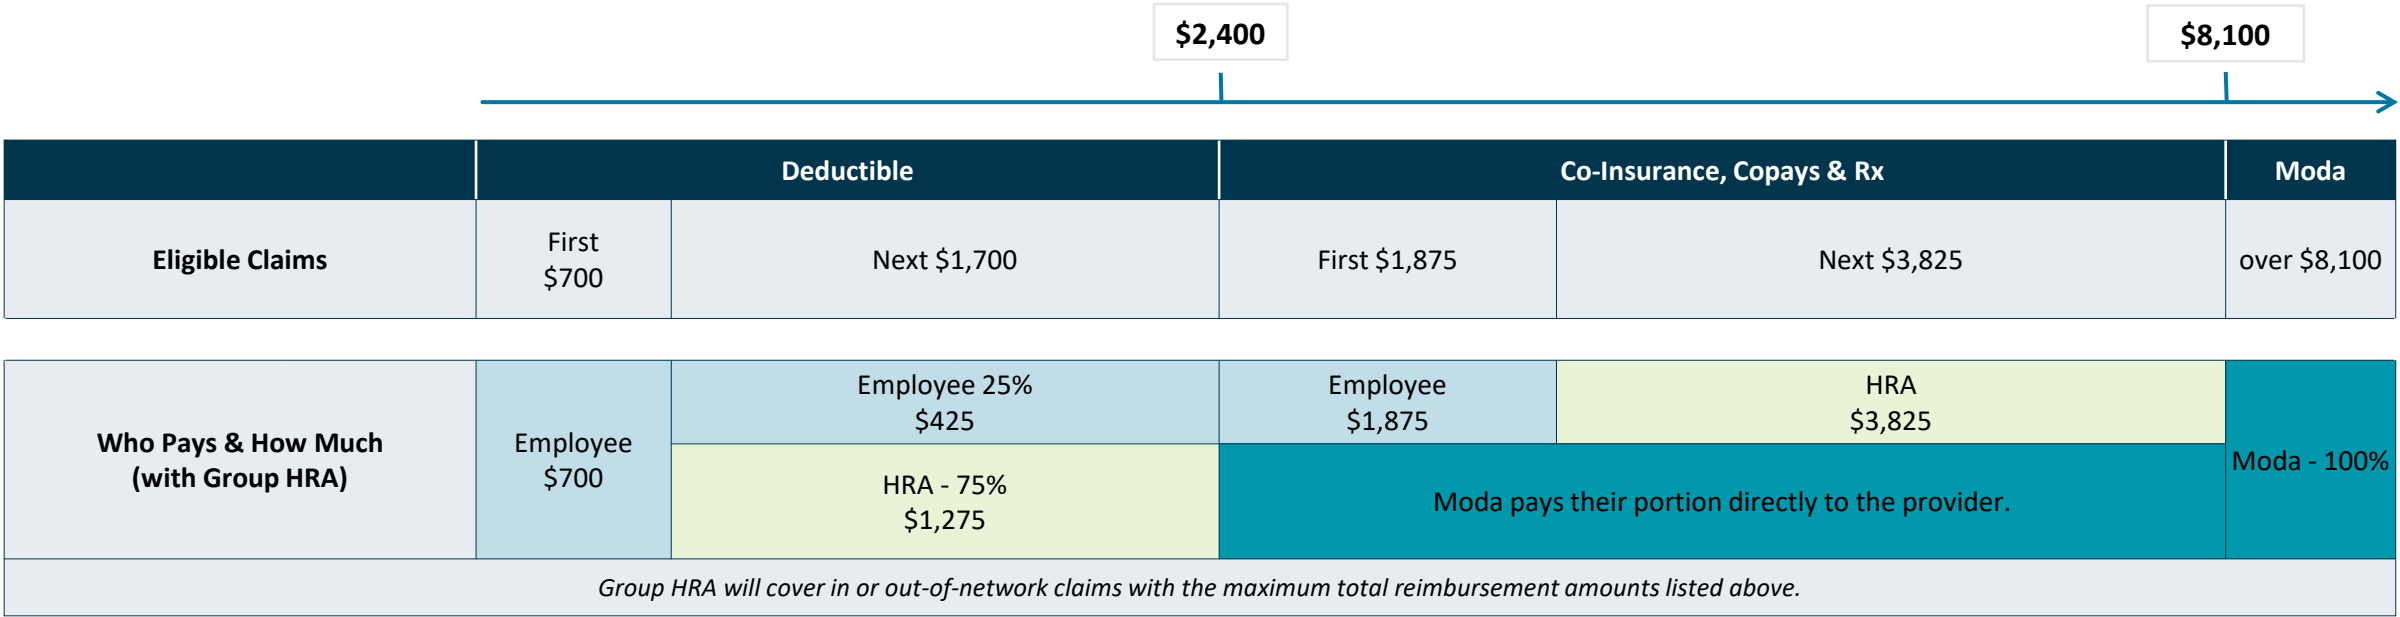 $2,400
$8,100
Deductible
Co-Insurance, Copays & Rx
Moda
Eligible Claims
First
$700
Next $1,700
First $1,875
Next $3,825
over $8,100
Who Pays & How Much
(with Group HRA)
Employee
$700
Employee 25%
$425
HRA - 75%
$1,275
Employee
$1,875
HRA
$3,825
Moda pays their portion directly to the provider.
Moda - 100%
Group HRA will cover in or out-of-network claims with the maximum total reimbursement amounts listed above.